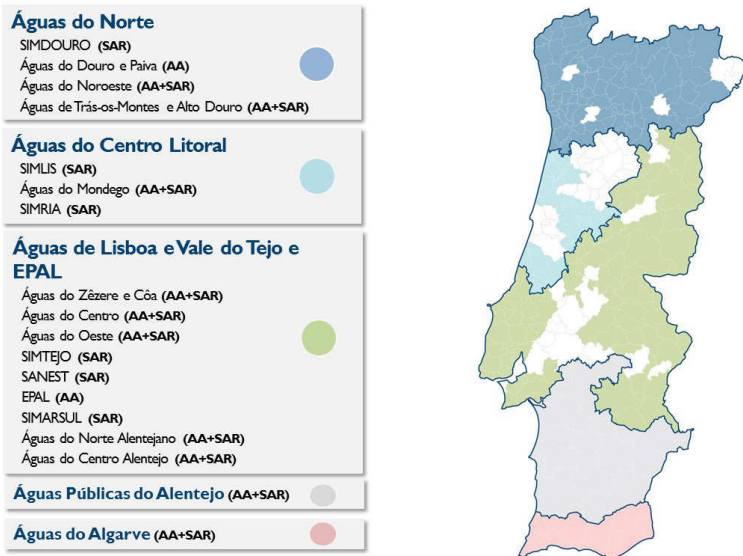 Águas do Norte
SIMDOURO (SAR)
Águas do Douro e Paiva (AA)
Águas do Noroeste (AA+SAR)
Águas de Trás-os-Montes e Alto Douro (AA+SAR)
Águas do Centro Litoral
SIMLIS (SAR)
Águas do Mondego (AA+SAR)
SIMRIA (SAR)
Águas de Lisboa e Vale do Tejo e
EPAL
Águas do Zêzere e Côa (AA+SAR)
Águas do Centro (AA+SAR)
Águas do Oeste (AA+SAR)
SIMTEJO (SAR)
SANEST (SAR)
EPAL (AA)
SIMARSUL (SAR)
Águas do Norte Alentejano (AA+SAR)
Águas do Centro Alentejo (AA+SAR)
Águas Públicas do Alentejo (AA+SAR)
Águas do Algarve (AA+SAR)